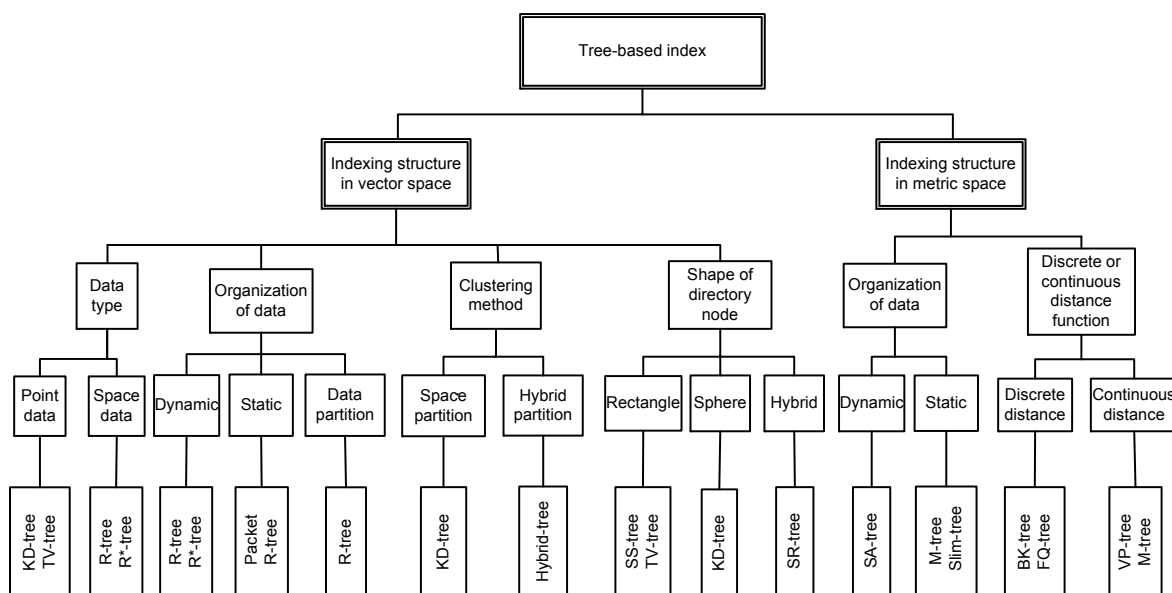 Tree-based index
Indexing structure
in vector space
Indexing structure
in metric space
Data
type
Organization
of data
Clustering
method
Shape of
directory
node
Organization
of data
Discrete or
continuous
distance
function
Point
data
Space
data
Dynamic
Static
Data
partition
Space
partition
Hybrid
partition
Rectangle
Sphere
Hybrid
Dynamic
Static
Discrete
distance
Continuous
distance
KD-tree
TV-tree
R-tree
R*-tree
R-tree
R*-tree
Packet
R-tree
R-tree
KD-tree
Hybrid-tree
SS-tree
TV-tree
KD-tree
SR-tree
SA-tree
M-tree
Slim-tree
BK-tree
FQ-tree
VP-tree
M-tree